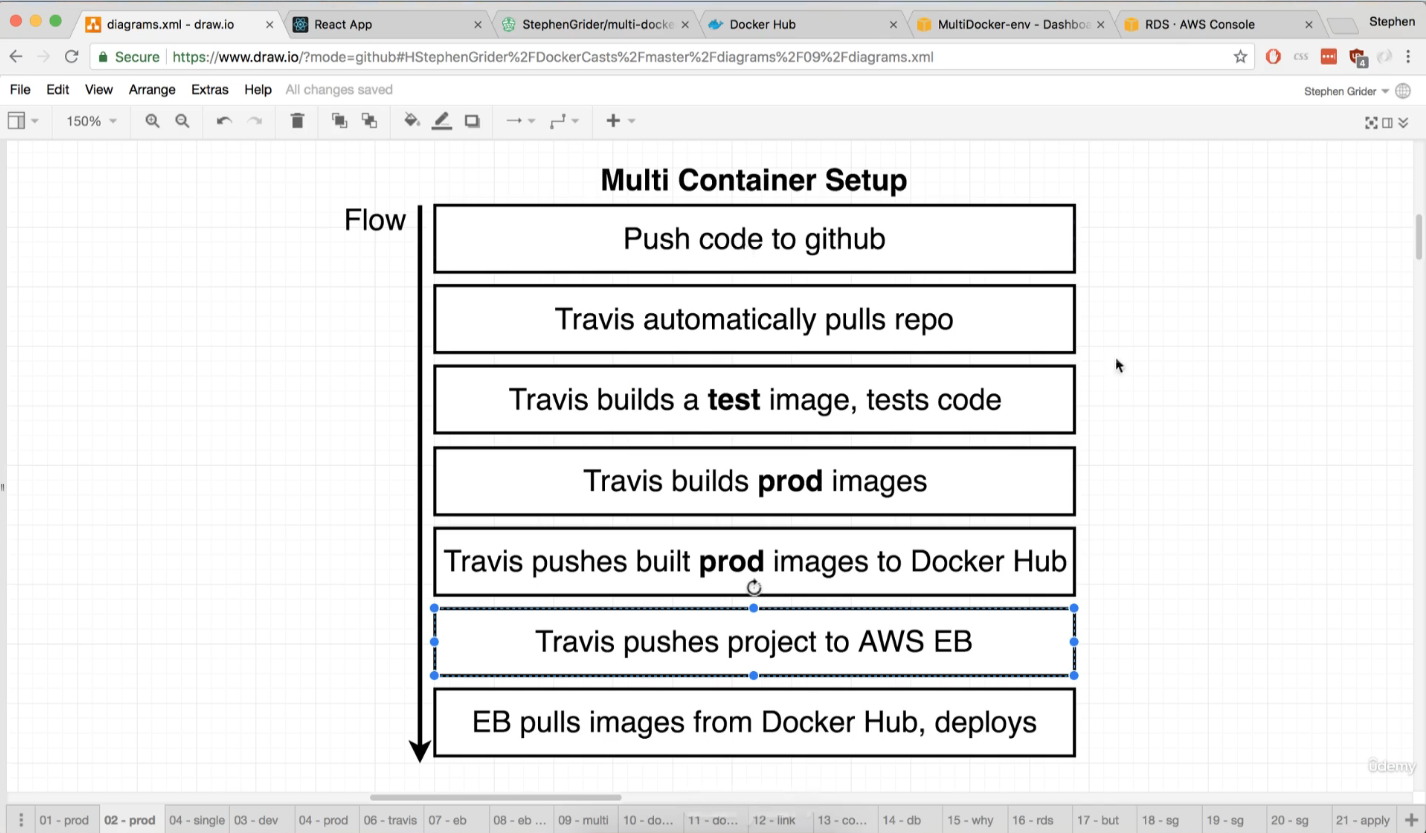 diagrams.xml - draw.io
React App
StephenGrider/multi-docke
Docker Hub
MultiDocker-env - Dashboa
RDS · AWS Console
Stephen
Secure
https://www.draw.io/?mode=github#HStephenGrider%2FDockerCasts%2Fmaster%2Fdiagrams%2F09%2Fdiagrams.xml
CSS
4
File Edit View Arrange Extras Help All changes saved
Stephen Grider
150%
Multi Container Setup
Flow
Push code to github
Travis automatically pulls repo
Travis builds a test image, tests code
Travis builds prod images
Travis pushes built prod images to Docker Hub
Travis pushes project to AWS EB
EB pulls images from Docker Hub, deploys
ûdemy
01 - prod
02 - prod
04 - single
03 - dev
04 - prod
06 - travis
07 - eb
08 - eb ...
09 - multi
10 - do...
11 - do...
12 - link
13 - co...
14 - db
15 - why
16 - rds
17 - but
18 - sg
19 - sg
20 - sg
21 - apply